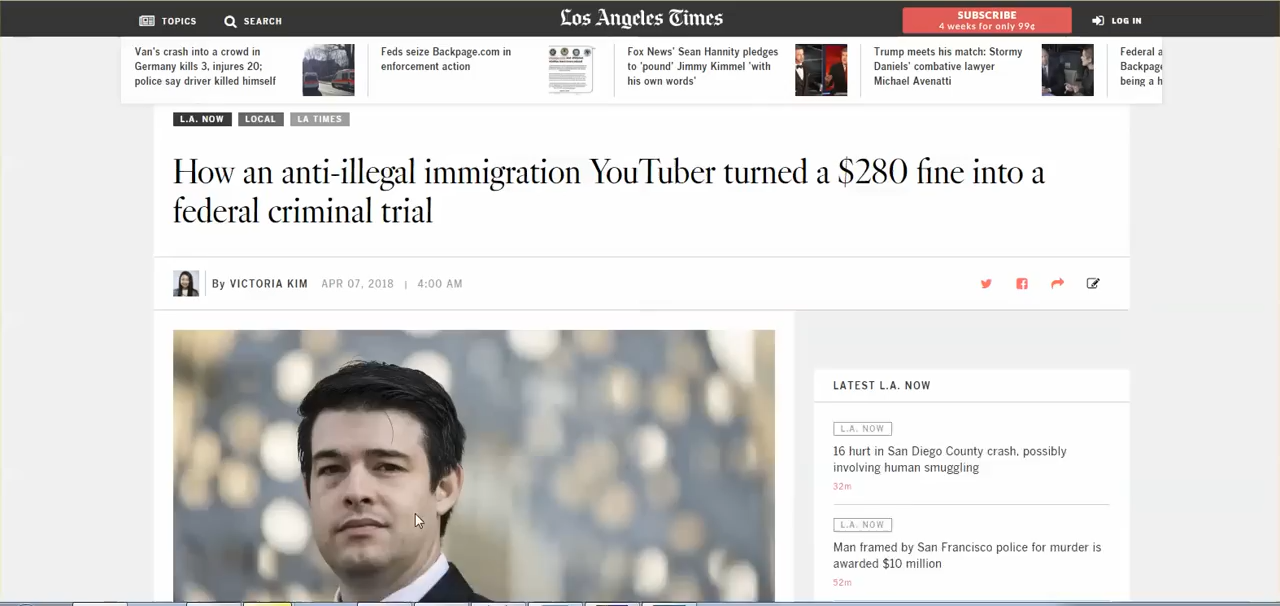 TOPICS
SEARCH
Los Angeles Times
SUBSCRIBE
4 weeks for only 99¢
LOG IN
Van's crash into a crowd in
Germany kills 3, injures 20;
police say driver killed himself
Feds seize Backpage.com in
enforcement action
Fox News' Sean Hannity pledges
to 'pound' Jimmy Kimmel 'with
his own words'
Trump meets his match: Stormy
Daniels' combative lawyer
Michael Avenatti
Federal a
Backpage
being a h
L.A. NOW
LOCAL
LA TIMES
How an anti-illegal immigration YouTuber turned a $280 fine into a
federal criminal trial
By VICTORIA KIM APR 07, 2018 | 4:00 AM
LATEST L.A. NOW
L.A. NOW
16 hurt in San Diego County crash, possibly
involving human smuggling
32m
L.A. NOW
Man framed by San Francisco police for murder is
awarded $10 million
52m